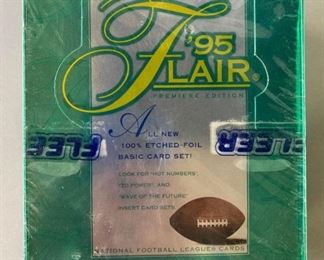 '95
FLAIR®
PREMIERE EDITION
ALL NEW
100% ETCHED-FOIL
BASIC CARD SET!
LOOK FOR "HOT NUMBERS",
"TD POWER", AND
"WAVE OF THE FUTURE"
INSERT CARD SETS.
FLEER
FLEER
NATIONAL FOOTBALL LEAGUE CARDS